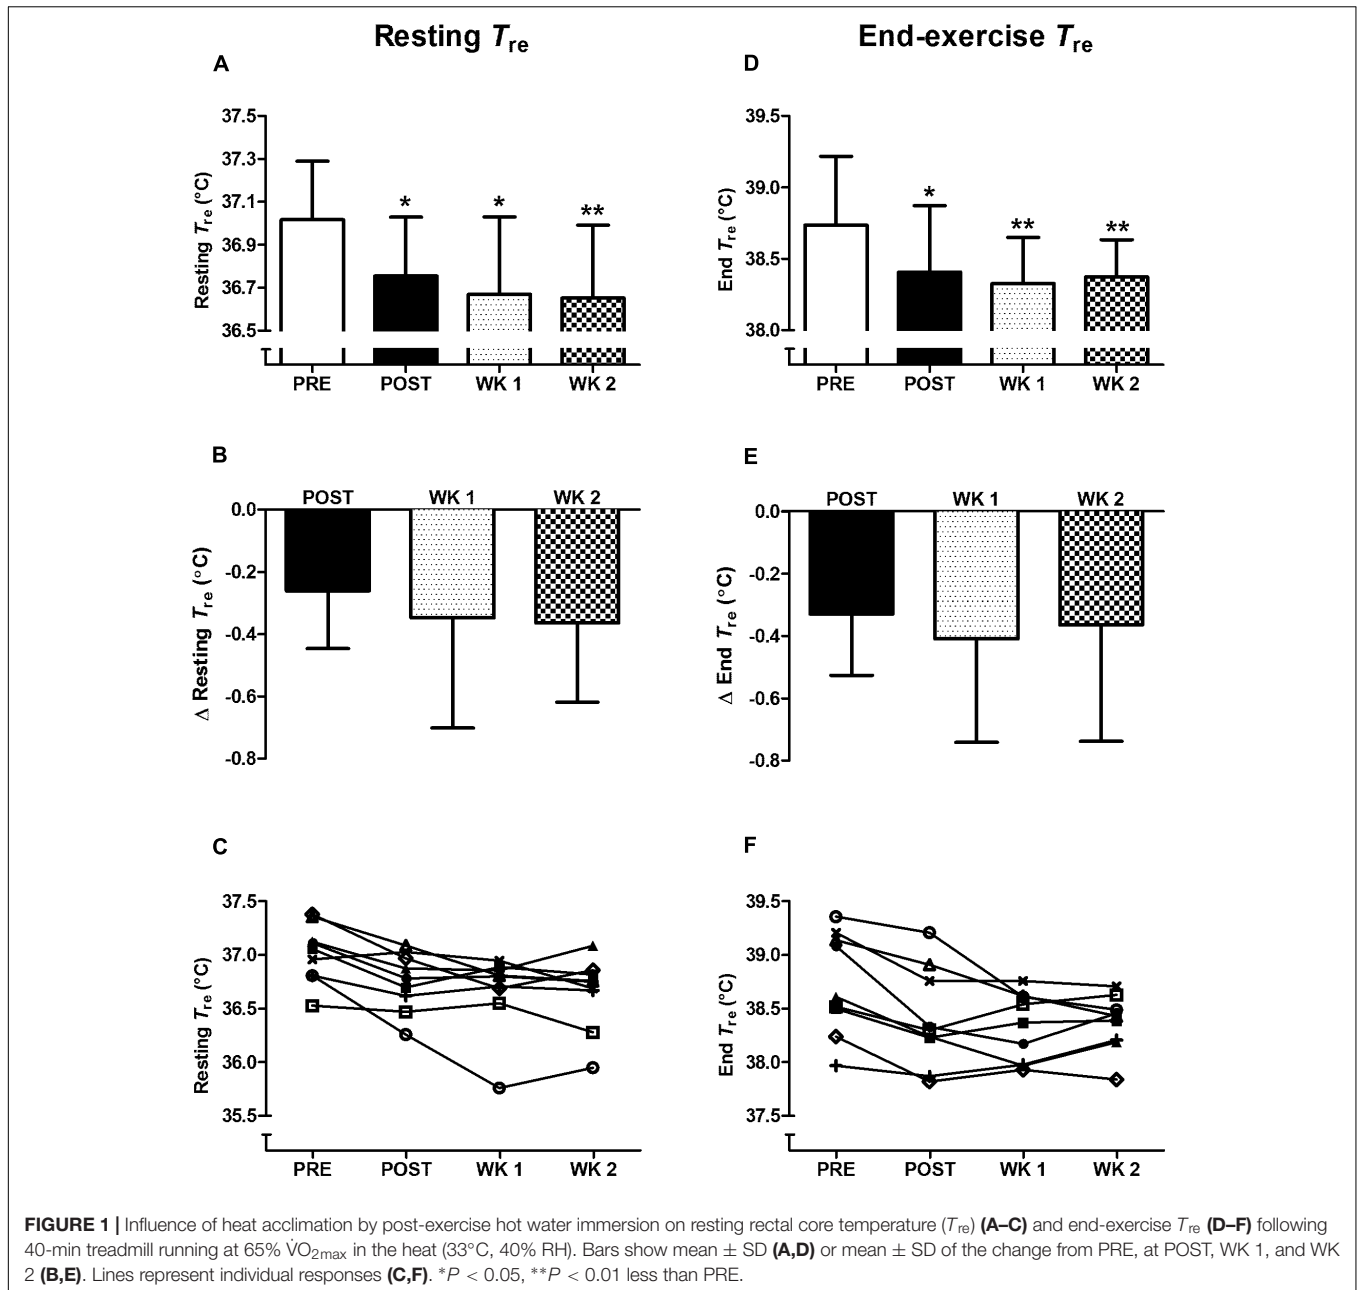 Resting Tre
End-exercise Tre
A
Resting Tre (°C)
37.5
37.3
37.1
36.9
36.7
36.5
*
*
**
PRE
POST
WK 1
WK 2
D
End Tre (°C)
39.5
39.0
38.5
38.0
*
**
**
PRE
POST
WK 1
WK 2
B
Δ Resting Tre (°C)
POST
WK 1
WK 2
0.0
-0.2
-0.4
-0.6
-0.8
E
Δ End Tre (°C)
POST
WK 1
WK 2
0.0
-0.2
-0.4
-0.6
-0.8
C
Resting Tre (°C)
37.5
37.0
36.5
36.0
35.5
PRE
POST
WK 1
WK 2
F
End Tre (°C)
39.5
39.0
38.5
38.0
37.5
PRE
POST
WK 1
WK 2
FIGURE 1 | Influence of heat acclimation by post-exercise hot water immersion on resting rectal core temperature (Tre) (A–C) and end-exercise Tre (D–F) following
40-min treadmill running at 65% V̇O2max in the heat (33°C, 40% RH). Bars show mean ± SD (A,D) or mean ± SD of the change from PRE, at POST, WK 1, and WK
2 (B,E). Lines represent individual responses (C,F). *P < 0.05, **P < 0.01 less than PRE.